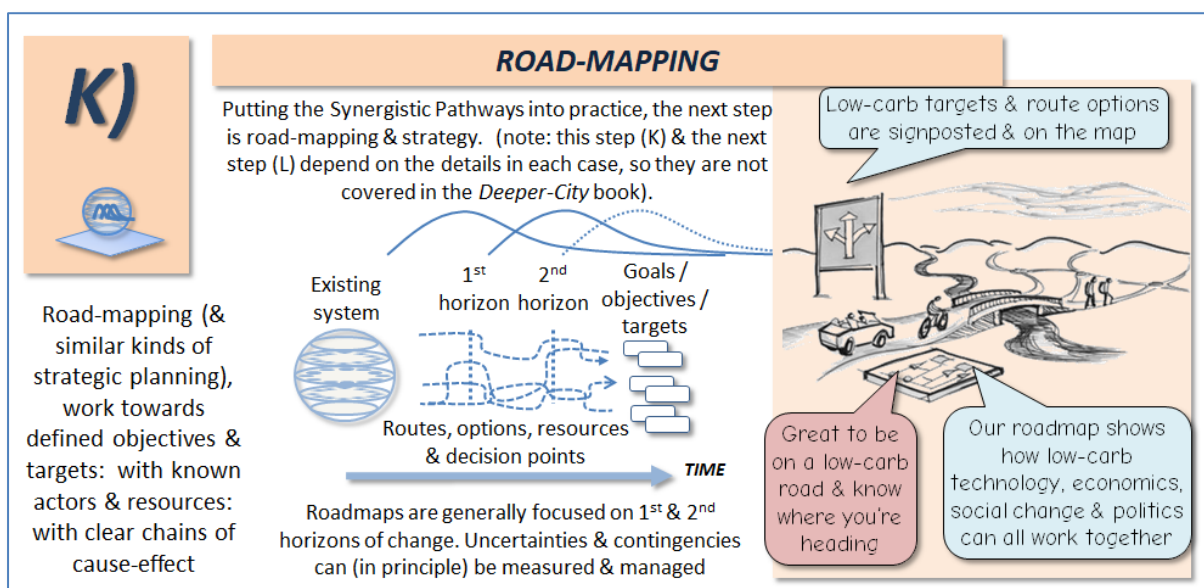 K)
ROAD-MAPPING
Putting the Synergistic Pathways into practice, the next step
is road-mapping & strategy.  (note: this step (K) & the next
step (L) depend on the details in each case, so they are not
covered in the Deeper-City book).
Road-mapping (&
similar kinds of
strategic planning),
work towards
defined objectives &
targets:  with known
actors & resources:
with clear chains of
cause-effect
Existing
system
1st
horizon
2nd
horizon
Goals /
objectives /
targets
Routes, options, resources
& decision points
TIME
Roadmaps are generally focused on 1st & 2nd
horizons of change. Uncertainties & contingencies
can (in principle) be measured & managed
Low-carb targets & route options
are signposted & on the map
Great to be
on a low-carb
road & know
where you're
heading
Our roadmap shows
how low-carb
technology, economics,
social change & politics
can all work together